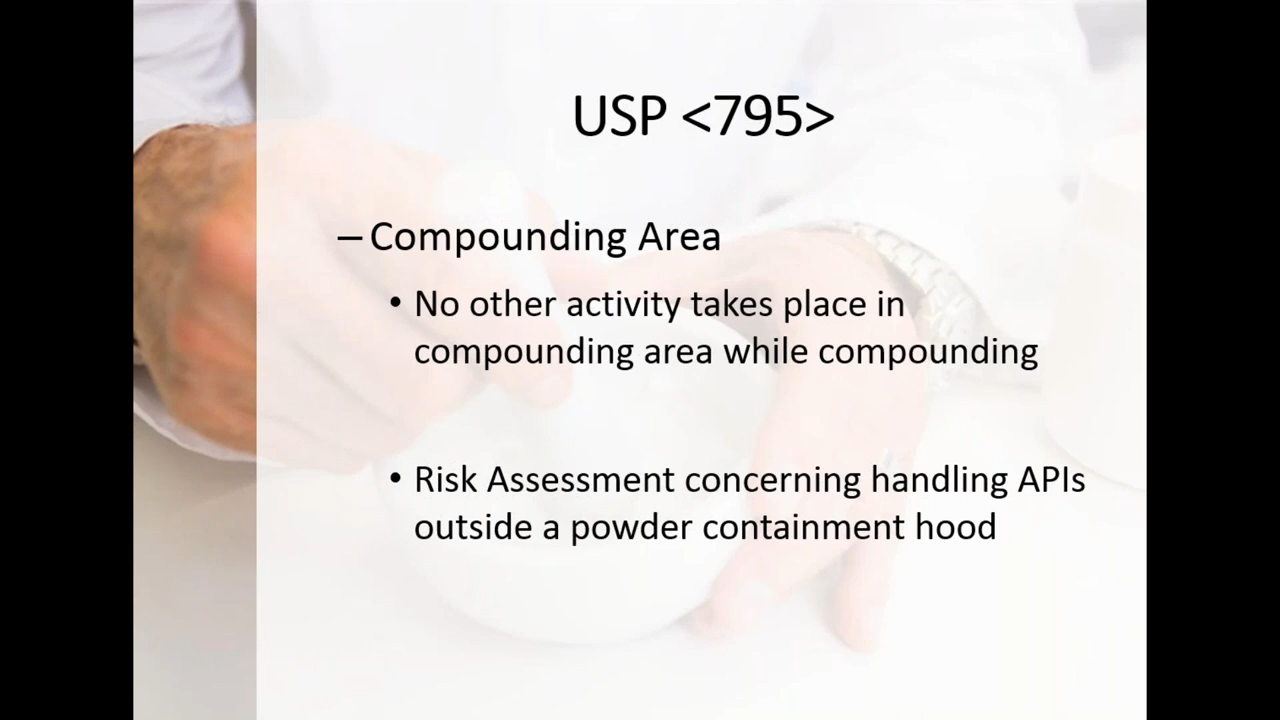 USP <795>
– Compounding Area
• No other activity takes place in
compounding area while compounding
• Risk Assessment concerning handling APIs
outside a powder containment hood